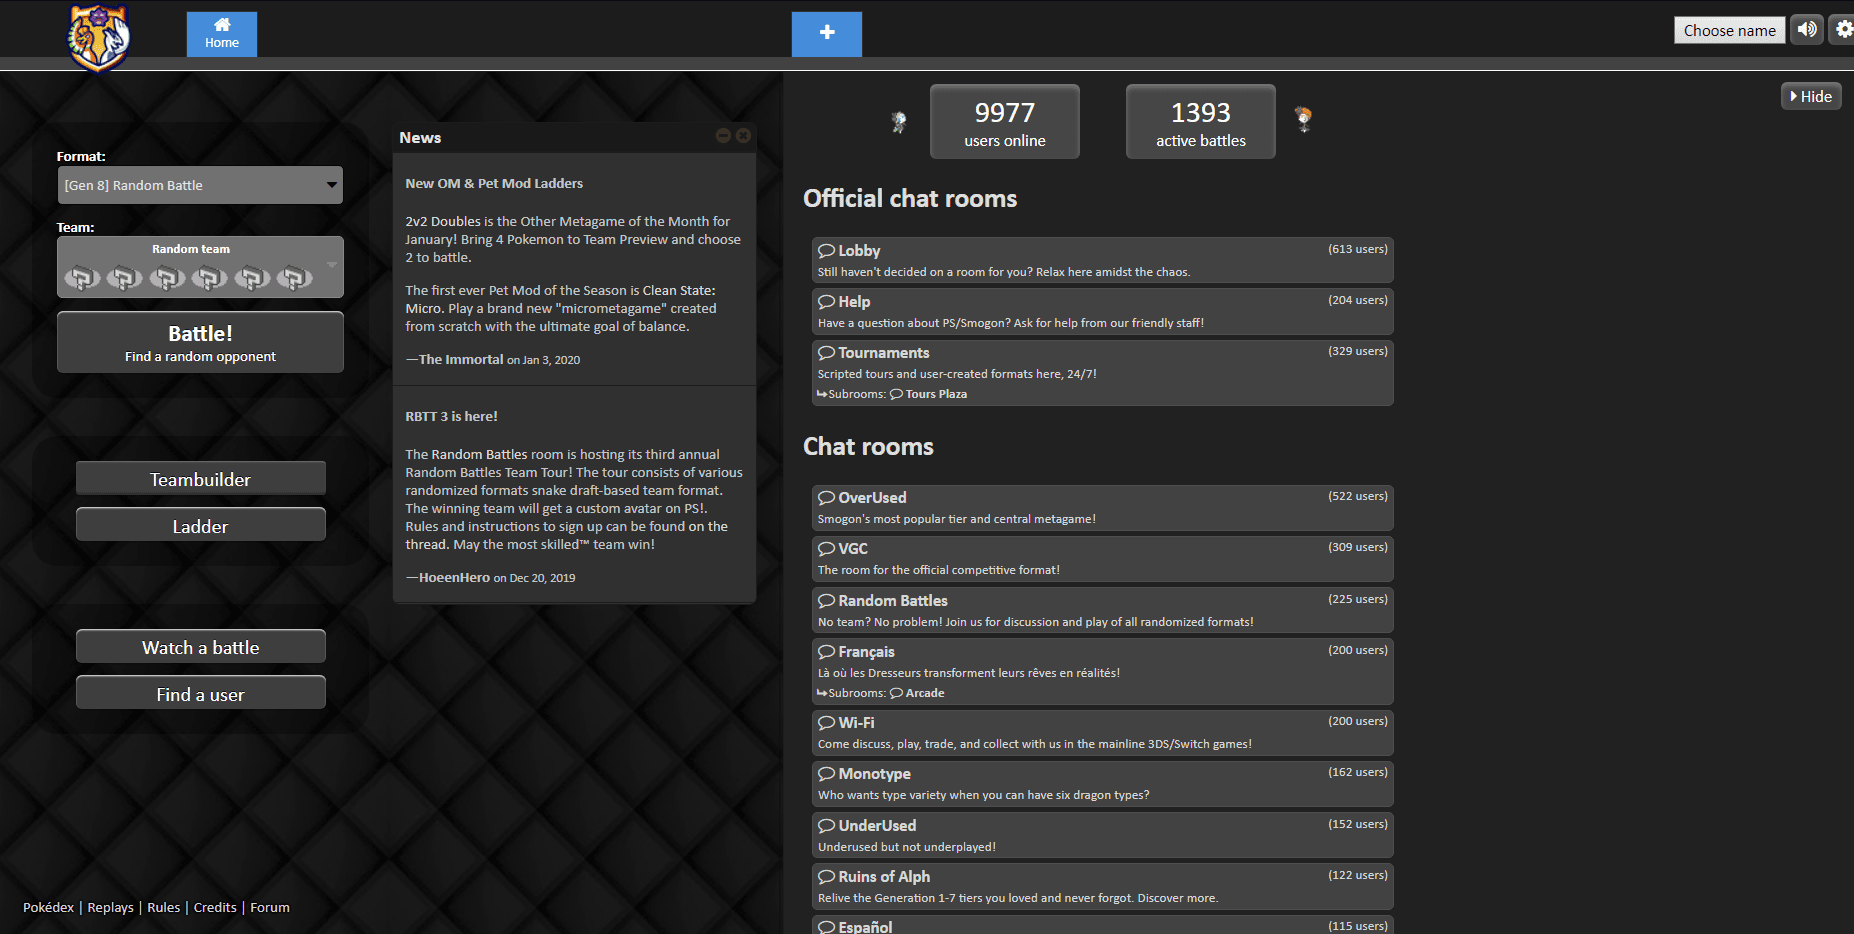 Home
Choose name
Format:
[Gen 8] Random Battle
Team:
Random team
Battle!
Find a random opponent
Teambuilder
Ladder
Watch a battle
Find a user
Pokédex | Replays | Rules | Credits | Forum
News
New OM & Pet Mod Ladders
2v2 Doubles is the Other Metagame of the Month for
January! Bring 4 Pokemon to Team Preview and choose
2 to battle.
The first ever Pet Mod of the Season is Clean State:
Micro. Play a brand new "micrometagame" created
from scratch with the ultimate goal of balance.
—The Immortal on Jan 3, 2020
RBTT 3 is here!
The Random Battles room is hosting its third annual
Random Battles Team Tour! The tour consists of various
randomized formats snake draft-based team format.
The winning team will get a custom avatar on PS!.
Rules and instructions to sign up can be found on the
thread. May the most skilled™ team win!
—HoeenHero on Dec 20, 2019
Hide
9977
users online
1393
active battles
Official chat rooms
Lobby (613 users)
Still haven't decided on a room for you? Relax here amidst the chaos.
Help (204 users)
Have a question about PS/Smogon? Ask for help from our friendly staff!
Tournaments (329 users)
Scripted tours and user-created formats here, 24/7!
Subrooms: Tours Plaza
Chat rooms
OverUsed (522 users)
Smogon's most popular tier and central metagame!
VGC (309 users)
The room for the official competitive format!
Random Battles (225 users)
No team? No problem! Join us for discussion and play of all randomized formats!
Français (200 users)
Là où les Dresseurs transforment leurs rêves en réalités!
Subrooms: Arcade
Wi-Fi (200 users)
Come discuss, play, trade, and collect with us in the mainline 3DS/Switch games!
Monotype (162 users)
Who wants type variety when you can have six dragon types?
UnderUsed (152 users)
Underused but not underplayed!
Ruins of Alph (122 users)
Relive the Generation 1-7 tiers you loved and never forgot. Discover more.
Español (115 users)